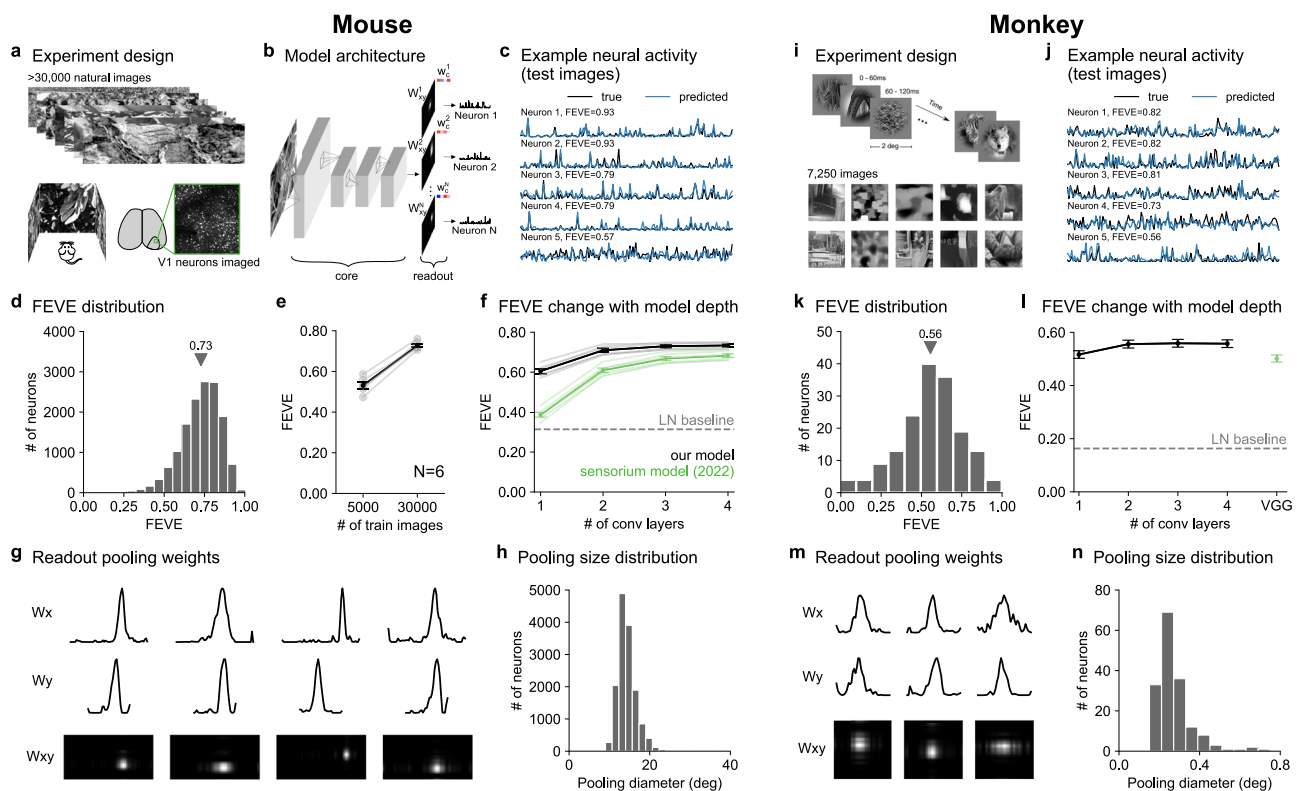 Mouse
Monkey
a Experiment design
>30,000 natural images
V1 neurons imaged
b Model architecture
w_c^1
W_xy^1
Neuron 1
w_c^2
W_xy^2
Neuron 2
⋮
w_c^N
W_xy^N
Neuron N
core
readout
c Example neural activity
(test images)
true predicted
Neuron 1, FEVE=0.93
Neuron 2, FEVE=0.93
Neuron 3, FEVE=0.79
Neuron 4, FEVE=0.79
Neuron 5, FEVE=0.57
i Experiment design
0 - 60ms
60 - 120ms
Time
•••
2 deg
7,250 images
j Example neural activity
(test images)
true predicted
Neuron 1, FEVE=0.82
Neuron 2, FEVE=0.82
Neuron 3, FEVE=0.81
Neuron 4, FEVE=0.73
Neuron 5, FEVE=0.56
d FEVE distribution
0.73
# of neurons
4000
3000
2000
1000
0
0.00 0.25 0.50 0.75 1.00
FEVE
e
FEVE
0.80
0.60
0.40
0.20
0.00
N=6
5000 30000
# of train images
f FEVE change with model depth
FEVE
0.80
0.60
0.40
0.20
0.00
LN baseline
our model
sensorium model (2022)
1 2 3 4
# of conv layers
k FEVE distribution
0.56
# of neurons
50
40
30
20
10
0
0.00 0.25 0.50 0.75 1.00
FEVE
l FEVE change with model depth
FEVE
0.60
0.40
0.20
0.00
LN baseline
1 2 3 4 VGG
# of conv layers
g Readout pooling weights
Wx
Wy
Wxy
h Pooling size distribution
# of neurons
5000
4000
3000
2000
1000
0
0 20 40
Pooling diameter (deg)
m Readout pooling weights
Wx
Wy
Wxy
n Pooling size distribution
# of neurons
80
60
40
20
0
0.0 0.4 0.8
Pooling diameter (deg)